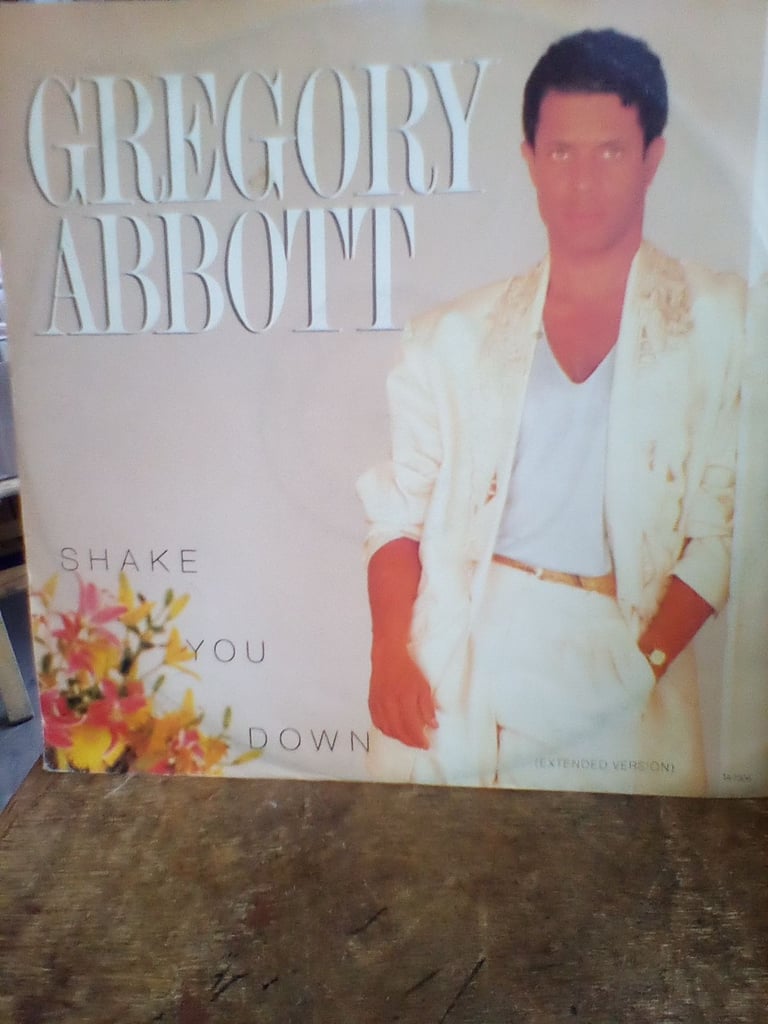 GREGORY
ABBOTT
SHAKE
YOU
DOWN
(EXTENDED VERSION)